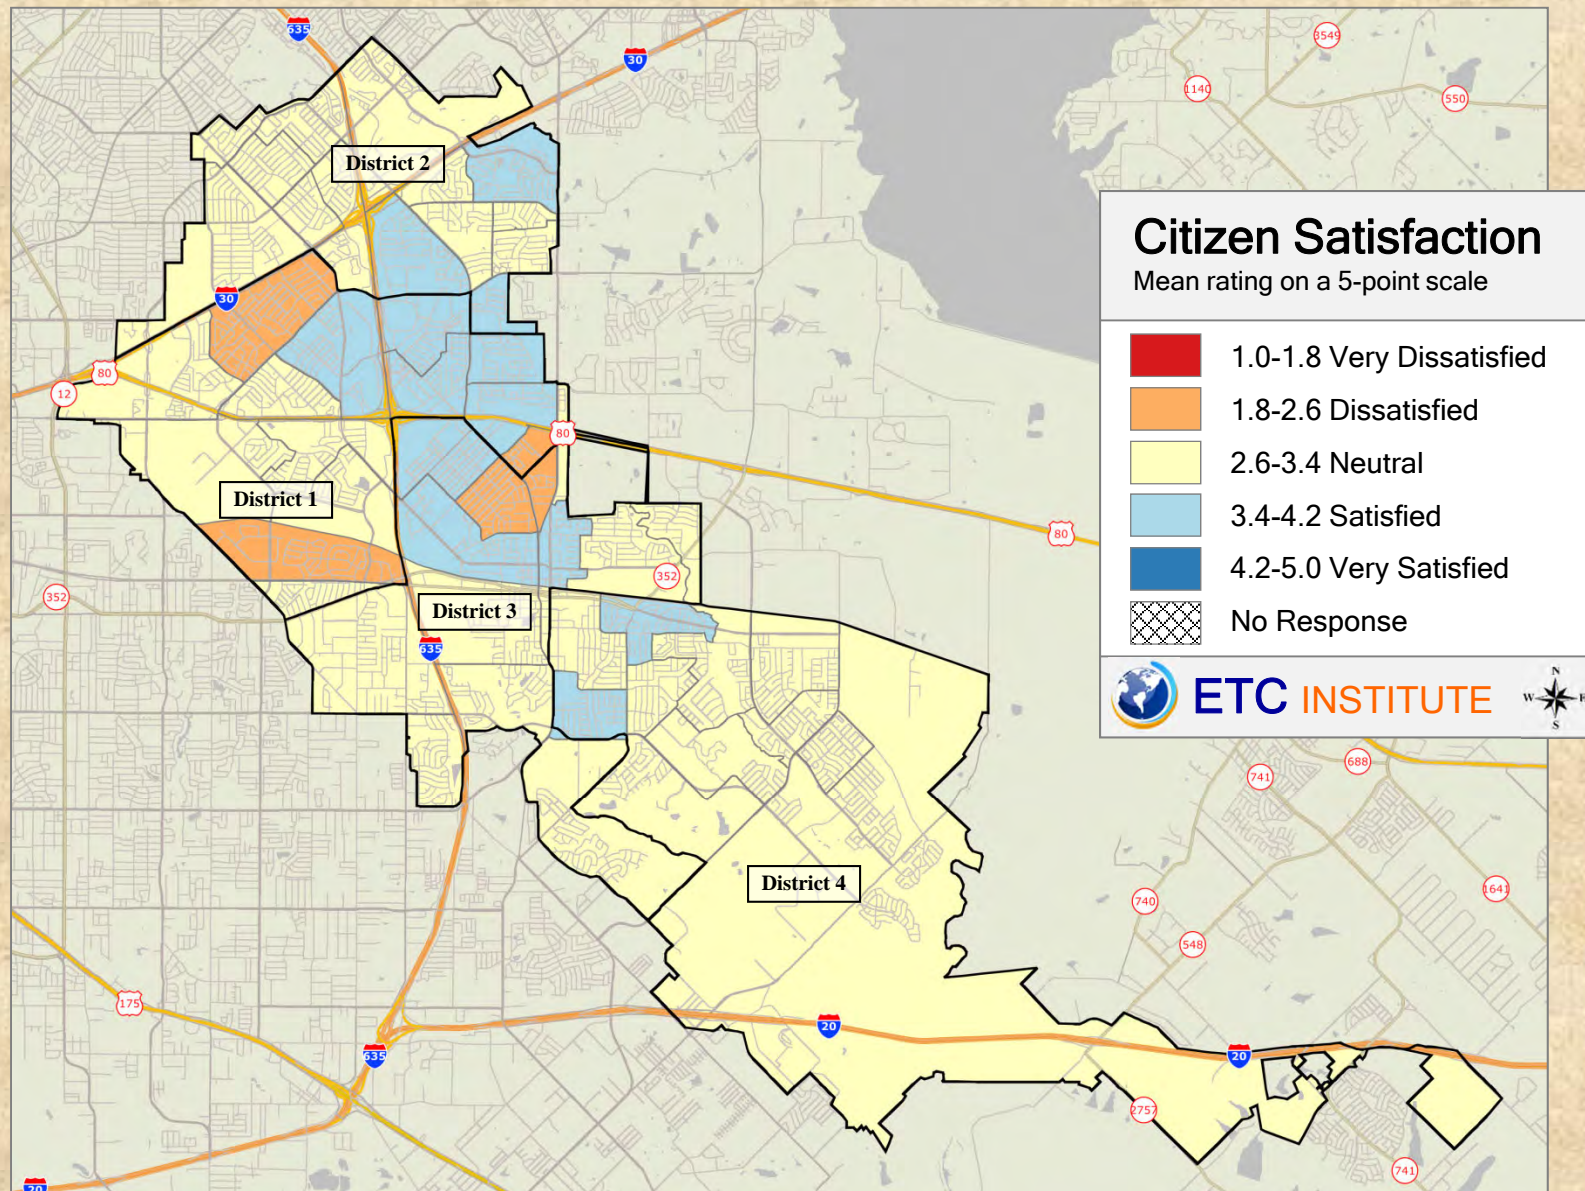 635
30
3549
1140
550
District 2
30
80
12
80
District 1
352
352
80
District 3
635
District 4
741
688
740
1641
548
175
20
635
20
2757
741
20
Citizen Satisfaction
Mean rating on a 5-point scale
1.0-1.8 Very Dissatisfied
1.8-2.6 Dissatisfied
2.6-3.4 Neutral
3.4-4.2 Satisfied
4.2-5.0 Very Satisfied
No Response
ETC INSTITUTE
N
W E
S